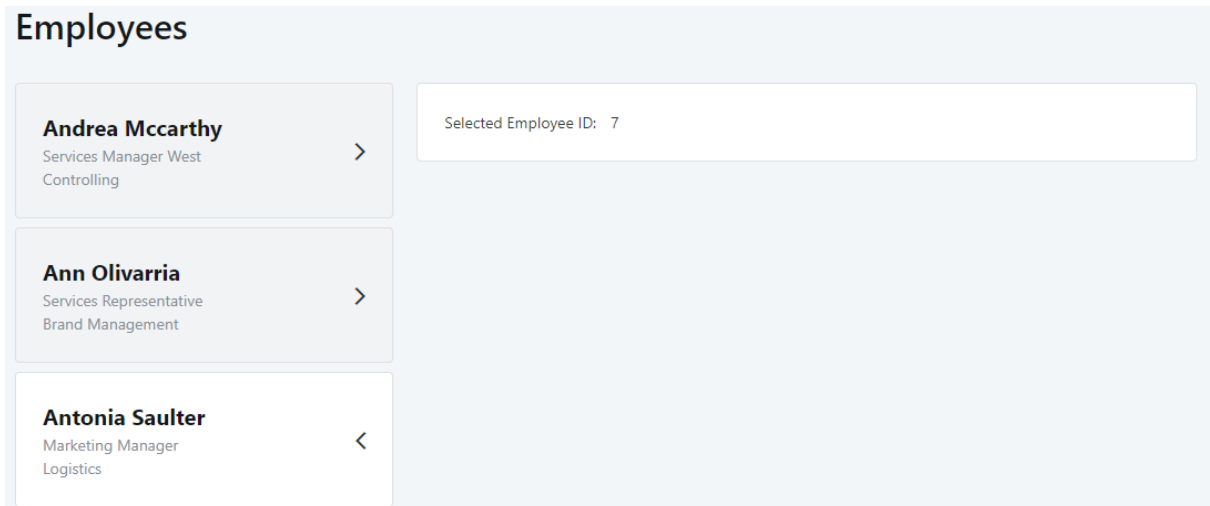 Employees
Andrea Mccarthy
Services Manager West
Controlling
Selected Employee ID: 7
Ann Olivarria
Services Representative
Brand Management
Antonia Saulter
Marketing Manager
Logistics